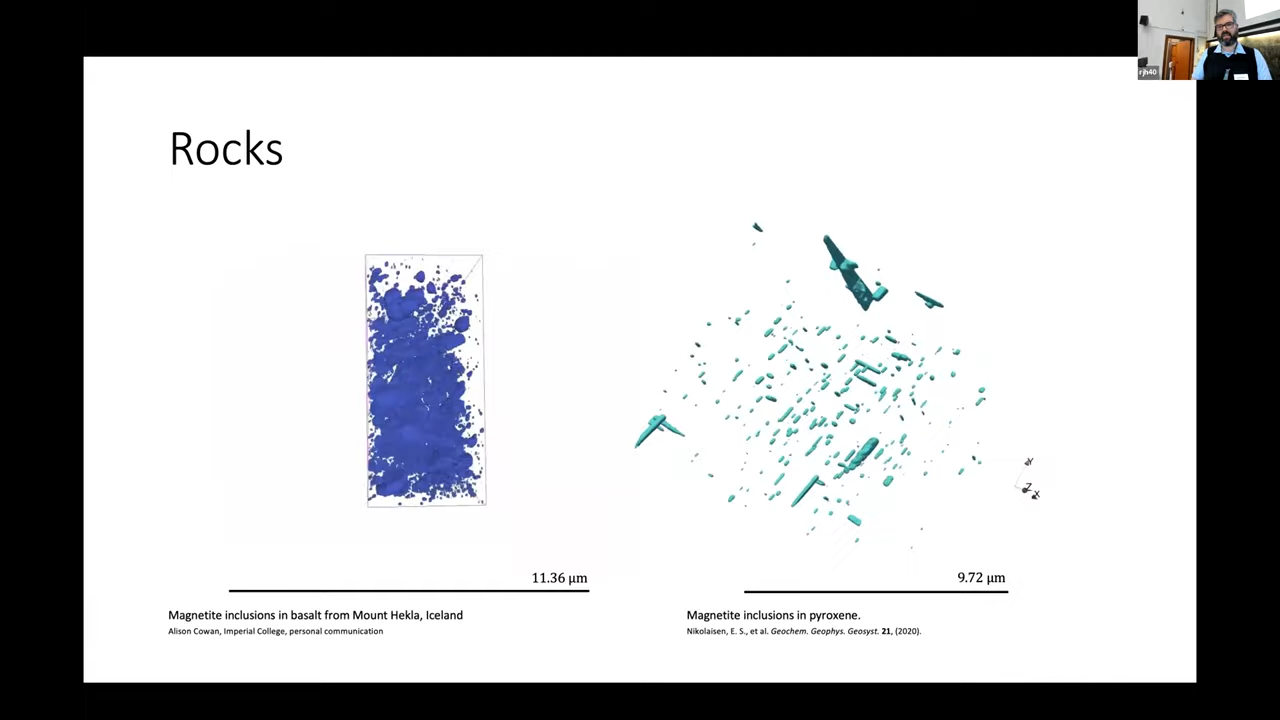 rjh40
Rocks
Y
Z
X
11.36 μm
9.72 μm
Magnetite inclusions in basalt from Mount Hekla, Iceland
Alison Cowan, Imperial College, personal communication
Magnetite inclusions in pyroxene.
Nikolaisen, E. S., et al. Geochem. Geophys. Geosyst. 21, (2020).